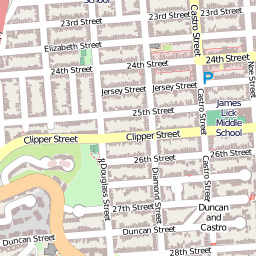 School
23rd Street
23rd Street
Castro Street
Elizabeth Street
24th Street
24th Street
24th Street
P
Noe Street
Jersey Street
Jersey Street
Castro Street
25th Street
James
Lick
Middle
School
Clipper Street
Clipper Street
26th Street
26th Street
Douglass Street
Diamond Street
Castro Street
27th Street
Duncan
and
Castro
Duncan Street
Duncan Street
28th Street